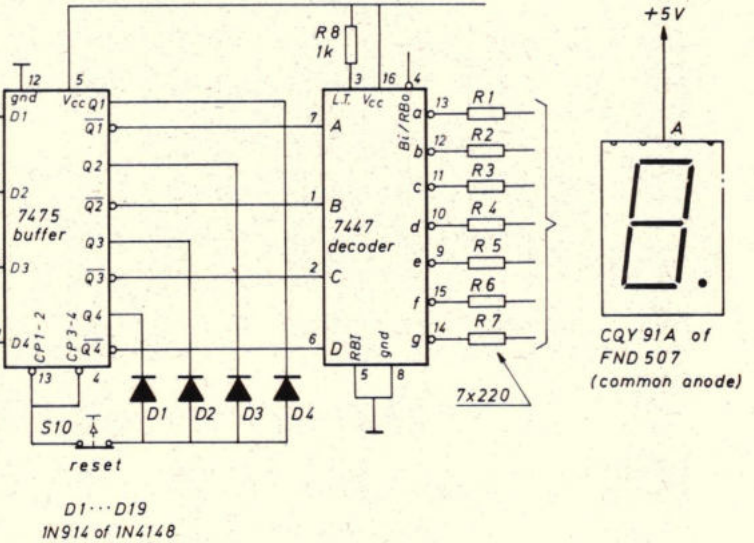 R8
1k
+5V
12
5
3
16
4
gnd
Vcc
Q1
L.T.
Vcc
Bi/RBo
A
D1
Q1
7
A
a
13
R1
Q2
b
12
R2
D2
Q2
1
B
c
11
R3
7475
buffer
7447
decoder
Q3
d
10
R4
D3
Q3
2
C
e
9
R5
Q4
f
15
R6
D4
Q4
6
D
g
14
R7
CP1-2
CP3-4
RBI
gnd
13
4
5
8
CQY91A of
FND 507
(common anode)
D1
D2
D3
D4
7x220
S10
reset
D1···D19
1N914 of 1N4148